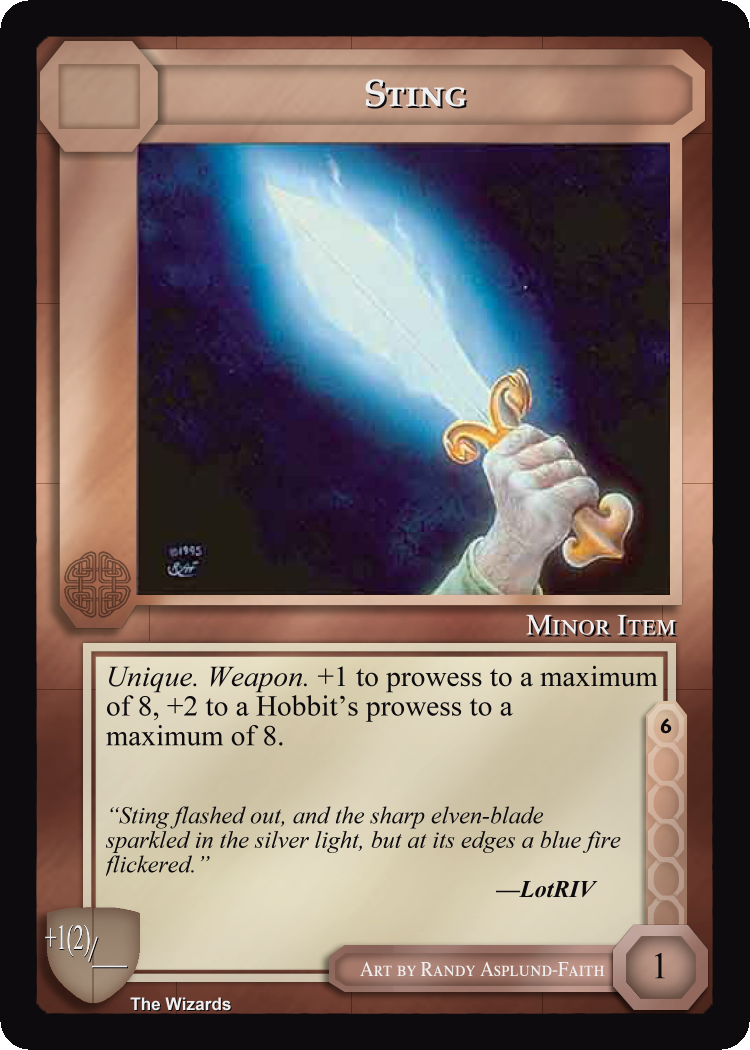 Sting
©1995
RAF
Minor Item
Unique. Weapon. +1 to prowess to a maximum
of 8, +2 to a Hobbit’s prowess to a
maximum of 8.
6
“Sting flashed out, and the sharp elven-blade
sparkled in the silver light, but at its edges a blue fire
flickered.”
—LotRIV
+1(2)/__
Art by Randy Asplund-Faith
1
The Wizards